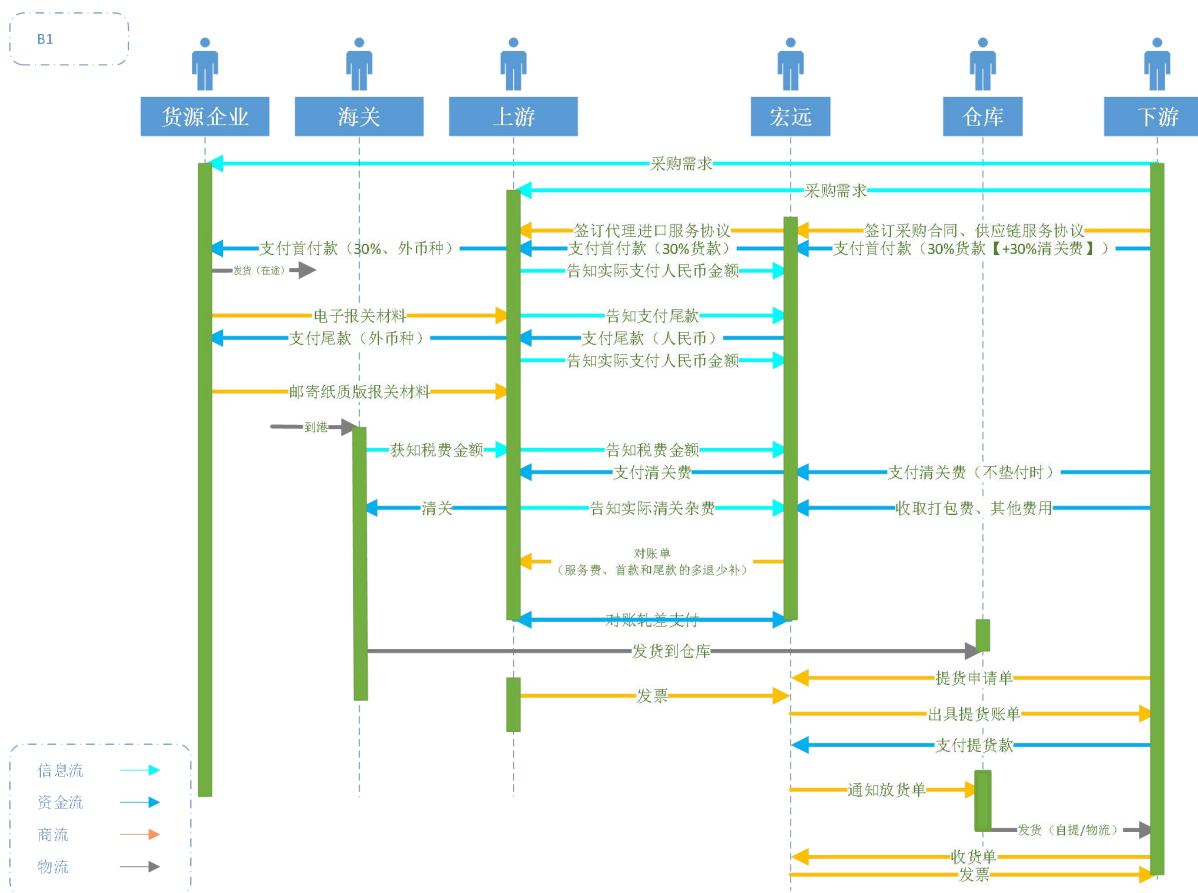 B1
货源企业
海关
上游
宏远
仓库
下游
采购需求
采购需求
签订代理进口服务协议
签订采购合同、供应链服务协议
支付首付款（30%、外币种）
支付首付款（30%货款）
支付首付款（30%货款【+30%清关费】）
发货（在途）
告知实际支付人民币金额
电子报关材料
告知支付尾款
支付尾款（外币种）
支付尾款（人民币）
告知实际支付人民币金额
邮寄纸质版报关材料
到港
获知税费金额
告知税费金额
支付清关费
支付清关费（不垫付时）
清关
告知实际清关杂费
收取打包费、其他费用
对账单
（服务费、首款和尾款的多退少补）
对账轧差支付
发货到仓库
提货申请单
发票
出具提货账单
支付提货款
信息流
通知放货单
资金流
发货（自提/物流）
商流
收货单
物流
发票